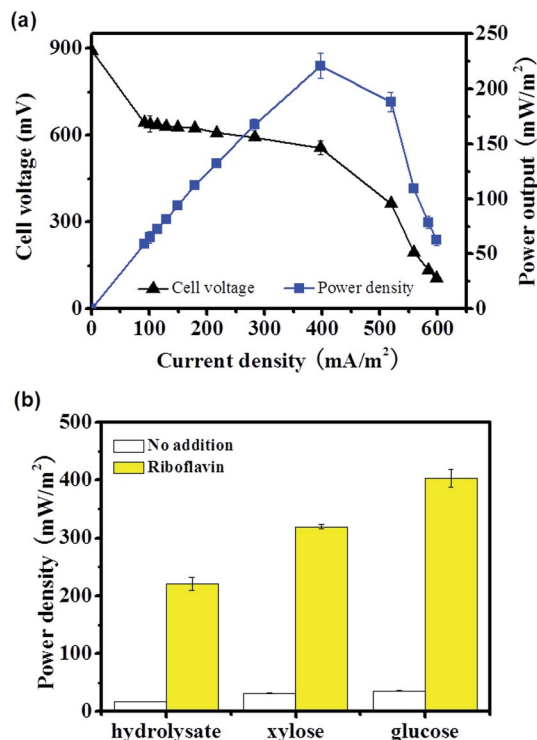 (a)
900
600
300
0
Cell voltage (mV)
250
200
150
100
50
0
Power output (mW/m²)
Cell voltage
Power density
0 100 200 300 400 500 600
Current density (mA/m²)
(b)
500
400
300
200
100
0
Power density (mW/m²)
No addition
Riboflavin
hydrolysate xylose glucose